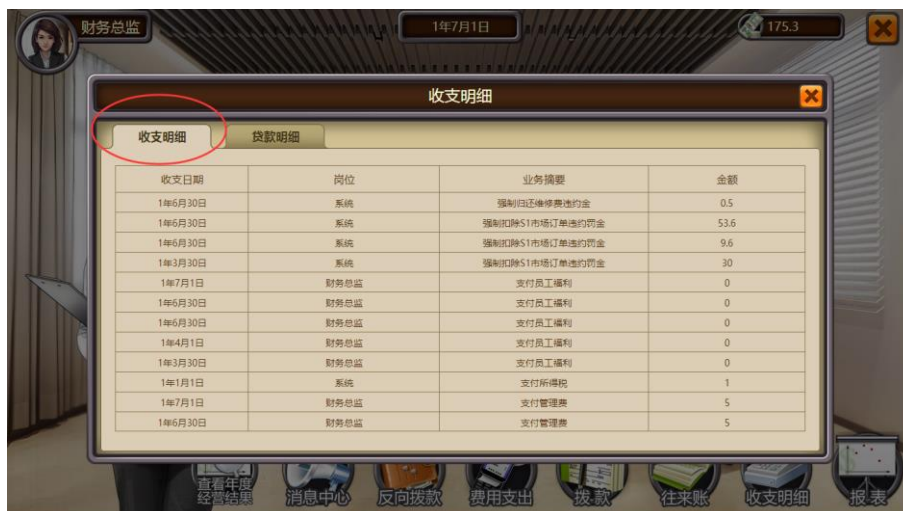 财务总监
1年7月1日
175.3
收支明细
收支明细 贷款明细
收支日期 岗位 业务摘要 金额
1年6月30日 系统 强制归还维修费违约金 0.5
1年6月30日 系统 强制扣除S1市场订单违约罚金 53.6
1年6月30日 系统 强制扣除S1市场订单违约罚金 9.6
1年3月30日 系统 强制扣除S1市场订单违约罚金 30
1年7月1日 财务总监 支付员工福利 0
1年6月30日 财务总监 支付员工福利 0
1年6月30日 财务总监 支付员工福利 0
1年4月1日 财务总监 支付员工福利 0
1年3月30日 财务总监 支付员工福利 0
1年1月1日 系统 支付所得税 1
1年7月1日 财务总监 支付管理费 5
1年6月30日 财务总监 支付管理费 5
查看年度
经营结果 消息中心 反向拨款 费用支出 拨款 往来账 收支明细 报表